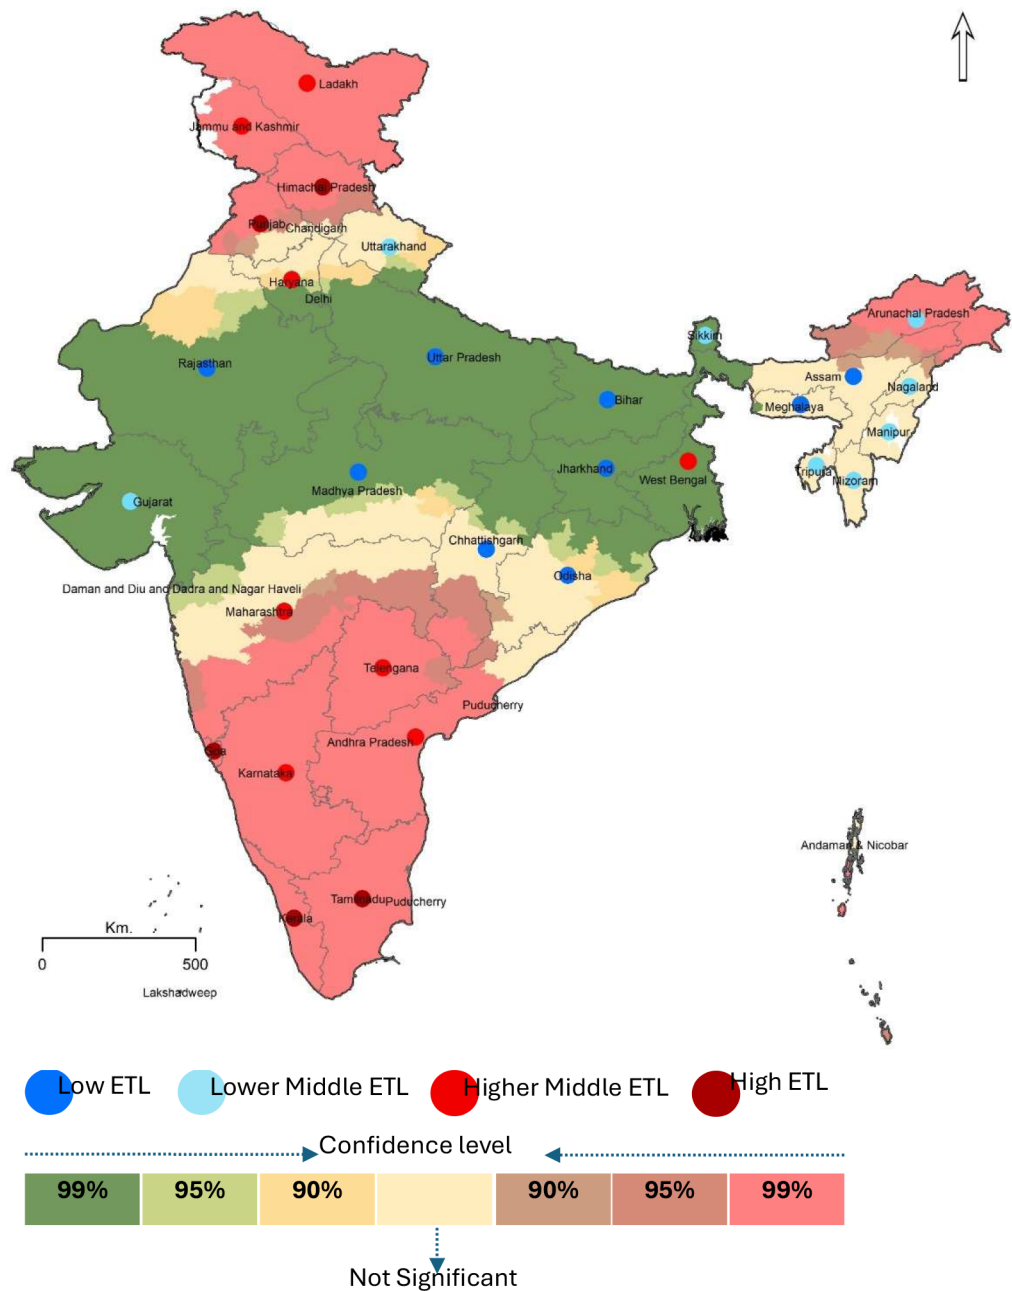 Ladakh
Jammu and Kashmir
Himachal Pradesh
Punjab
Chandigarh
Uttarakhand
Haryana
Delhi
Arunachal Pradesh
Sikkim
Rajasthan
Uttar Pradesh
Assam
Nagaland
Bihar
Meghalaya
Manipur
Jharkhand
West Bengal
Tripura
Mizoram
Madhya Pradesh
Gujarat
Chhattishgarh
Odisha
Daman and Diu and Dadra and Nagar Haveli
Maharashtra
Telengana
Puducherry
Andhra Pradesh
Goa
Karnataka
Andaman & Nicobar
Tamilnadu
Puducherry
Kerala
Km.
0 500
Lakshadweep
Low ETL
Lower Middle ETL
Higher Middle ETL
High ETL
Confidence level
99% 95% 90% 90% 95% 99%
Not Significant